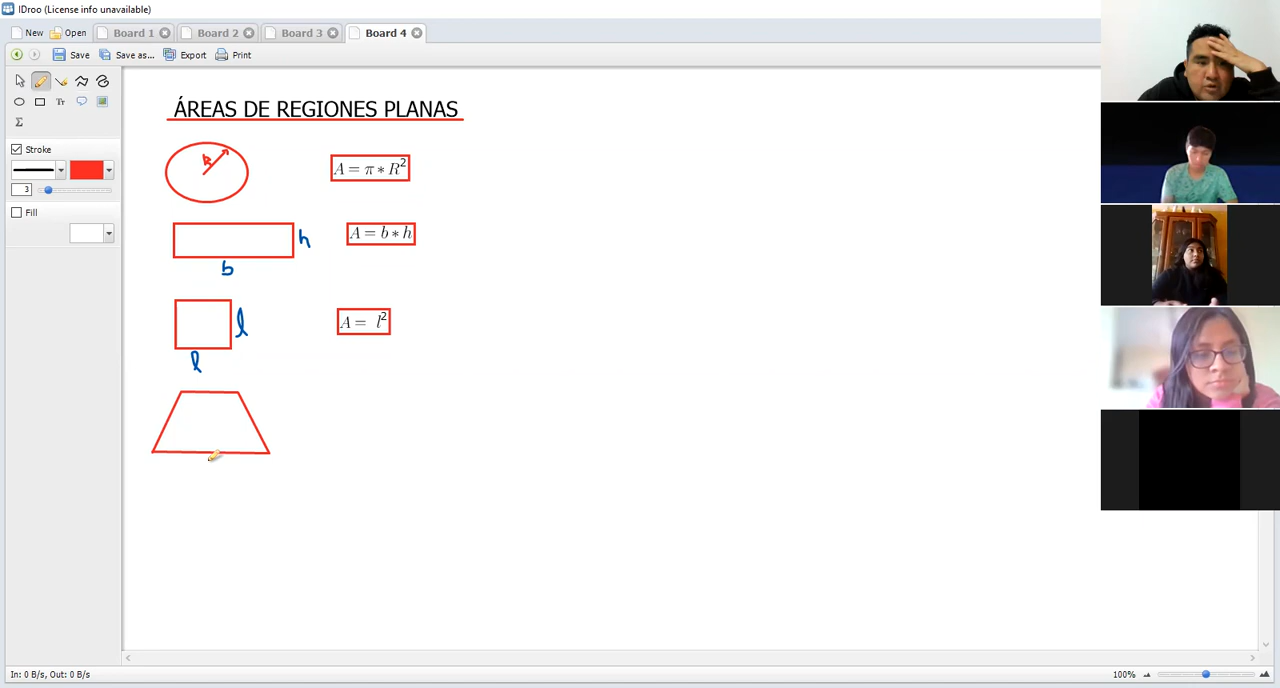 IDroo (License info unavailable)
New Open Board 1 Board 2 Board 3 Board 4
Save Save as... Export Print
Tr
Σ
Stroke
3
Fill
ÁREAS DE REGIONES PLANAS
R
A = π * R²
h
b
A = b * h
l
l
A = l²
In: 0 B/s, Out: 0 B/s
100%